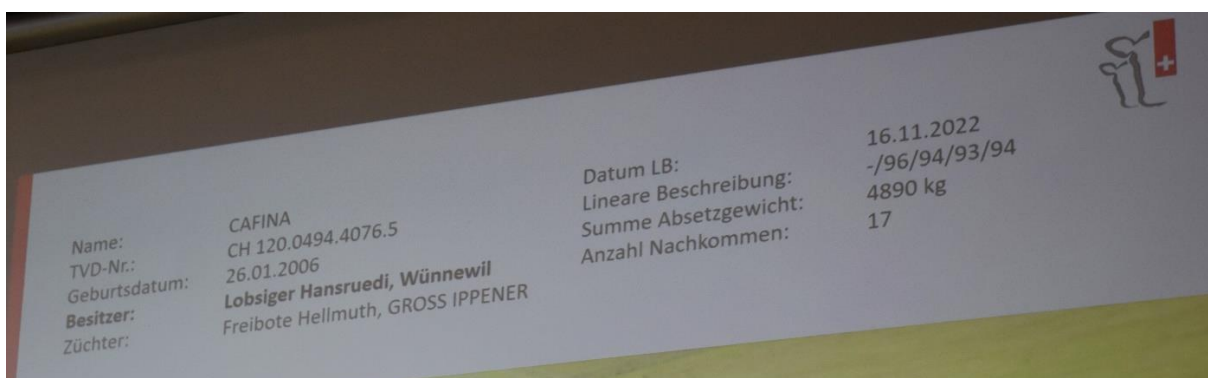 Name: CAFINA
TVD-Nr.: CH 120.0494.4076.5
Geburtsdatum: 26.01.2006
Besitzer: Lobsiger Hansruedi, Wünnewil
Züchter: Freibote Hellmuth, GROSS IPPENER
Datum LB: 16.11.2022
Lineare Beschreibung: -/96/94/93/94
Summe Absetzgewicht: 4890 kg
Anzahl Nachkommen: 17